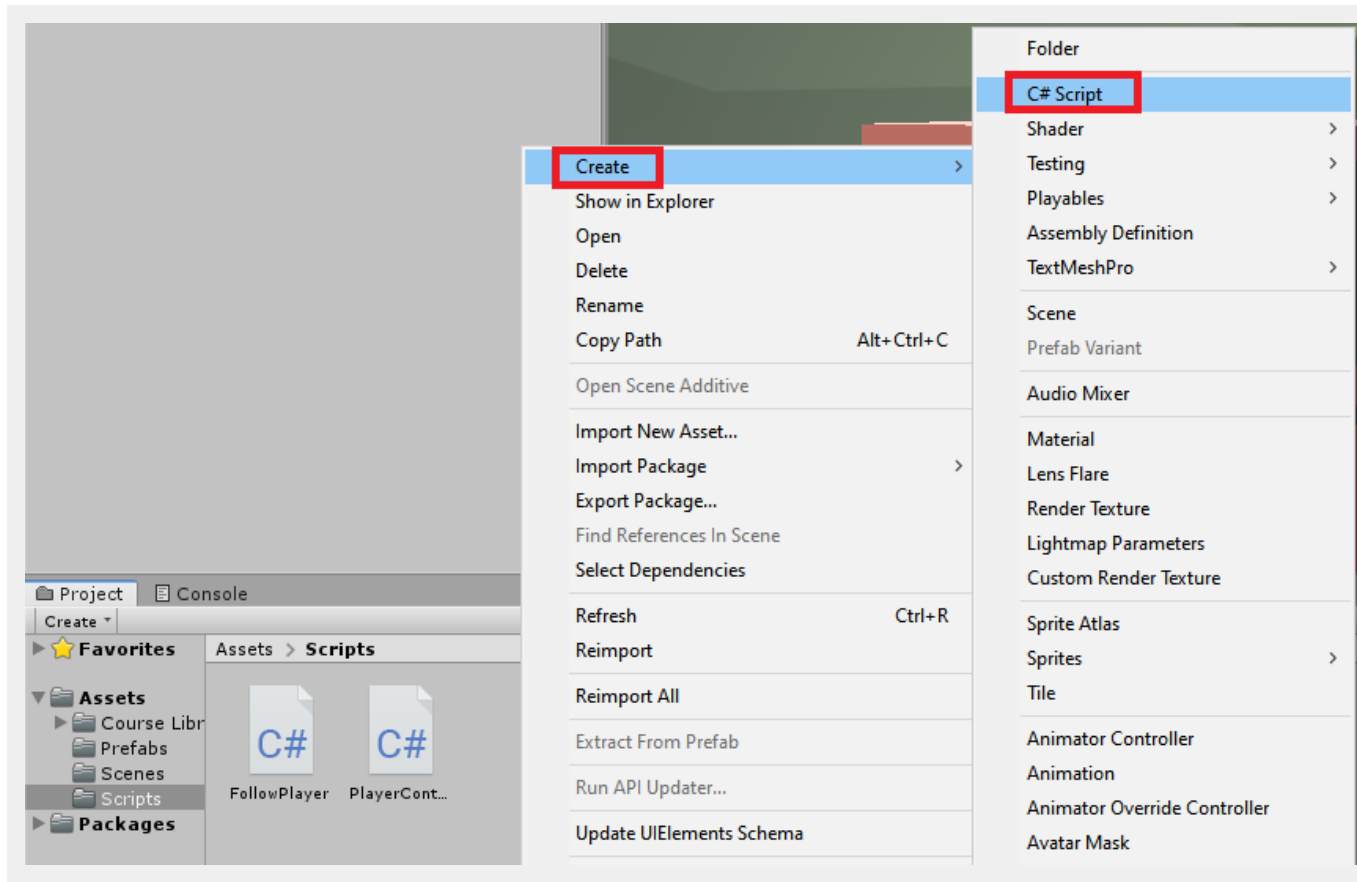 Folder
C# Script
Shader
Testing
Playables
Assembly Definition
TextMeshPro
Scene
Prefab Variant
Audio Mixer
Material
Lens Flare
Render Texture
Lightmap Parameters
Custom Render Texture
Sprite Atlas
Sprites
Tile
Animator Controller
Animation
Animator Override Controller
Avatar Mask
Create
Show in Explorer
Open
Delete
Rename
Copy Path Alt+Ctrl+C
Open Scene Additive
Import New Asset...
Import Package
Export Package...
Find References In Scene
Select Dependencies
Refresh Ctrl+R
Reimport
Reimport All
Extract From Prefab
Run API Updater...
Update UIElements Schema
Project Console
Create
Favorites
Assets
Course Libr
Prefabs
Scenes
Scripts
Packages
Assets > Scripts
C# C#
FollowPlayer PlayerCont...